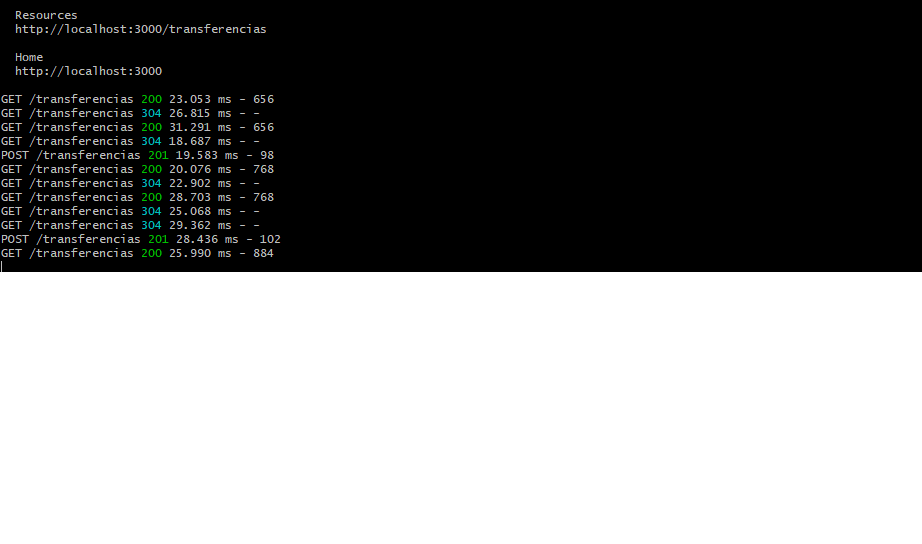 Resources
http://localhost:3000/transferencias
Home
http://localhost:3000
GET /transferencias 200 23.053 ms - 656
GET /transferencias 304 26.815 ms - -
GET /transferencias 200 31.291 ms - 656
GET /transferencias 304 18.687 ms - -
POST /transferencias 201 19.583 ms - 98
GET /transferencias 200 20.076 ms - 768
GET /transferencias 304 22.902 ms - -
GET /transferencias 200 28.703 ms - 768
GET /transferencias 304 25.068 ms - -
GET /transferencias 304 29.362 ms - -
POST /transferencias 201 28.436 ms - 102
GET /transferencias 200 25.990 ms - 884